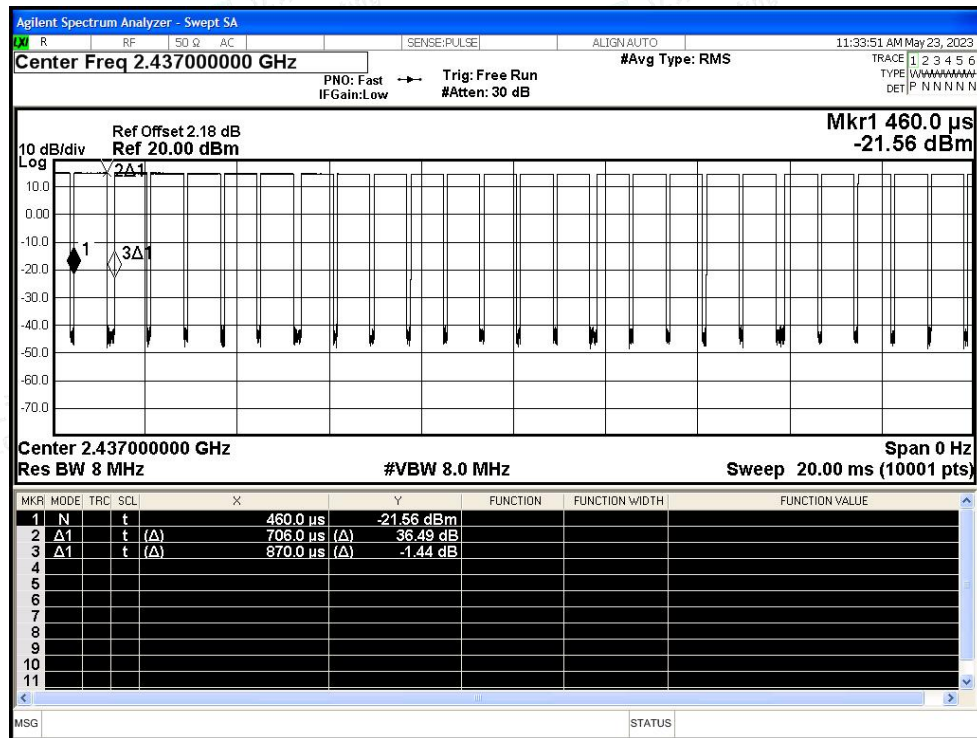 Agilent Spectrum Analyzer - Swept SA
LXI R RF 50 Ω AC SENSE:PULSE ALIGN AUTO 11:33:51 AM May 23, 2023
Center Freq 2.437000000 GHz #Avg Type: RMS TRACE 1 2 3 4 5 6
PNO: Fast Trig: Free Run TYPE WWWWWW
IFGain:Low #Atten: 30 dB DET P N N N N N
Mkr1 460.0 µs
Ref Offset 2.18 dB
10 dB/div Ref 20.00 dBm -21.56 dBm
Log
2Δ1
10.0
0.00
-10.0
1 3Δ1
-20.0
-30.0
-40.0
-50.0
-60.0
-70.0
Center 2.437000000 GHz Span 0 Hz
Res BW 8 MHz #VBW 8.0 MHz Sweep 20.00 ms (10001 pts)
MKR MODE TRC SCL X Y FUNCTION FUNCTION WIDTH FUNCTION VALUE
1 N t 460.0 µs -21.56 dBm
2 Δ1 t (Δ) 706.0 µs (Δ) 36.49 dB
3 Δ1 t (Δ) 870.0 µs (Δ) -1.44 dB
4
5
6
7
8
9
10
11
MSG STATUS